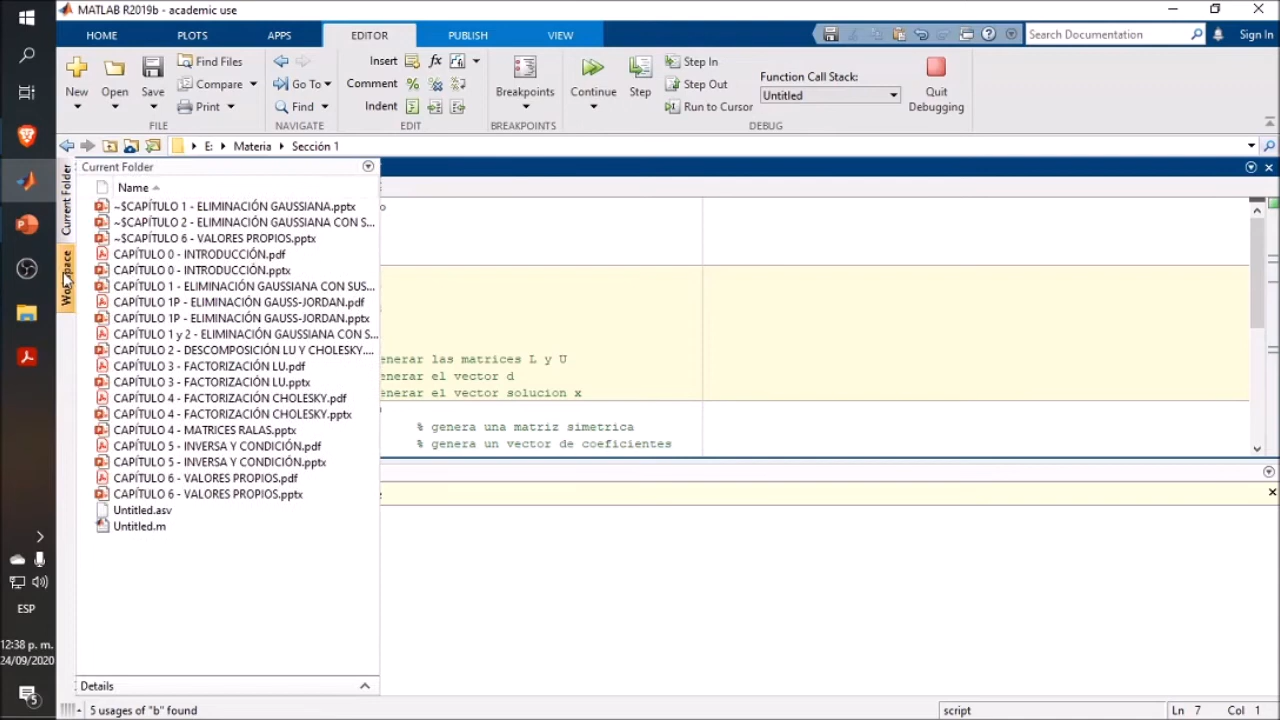 MATLAB R2019b - academic use
HOME PLOTS APPS EDITOR PUBLISH VIEW
Search Documentation
Sign In
New
Open
Save
Find Files
Compare
Print
FILE
Go To
Find
NAVIGATE
Insert
Comment
Indent
EDIT
Breakpoints
BREAKPOINTS
Continue
Step
Step In
Step Out
Run to Cursor
Function Call Stack:
Untitled
Quit Debugging
DEBUG
E: Materia Sección 1
Current Folder
Workspace
Current Folder
Name
~$CAPÍTULO 1 - ELIMINACIÓN GAUSSIANA.pptx
~$CAPÍTULO 2 - ELIMINACIÓN GAUSSIANA CON S...
~$CAPÍTULO 6 - VALORES PROPIOS.pptx
CAPÍTULO 0 - INTRODUCCIÓN.pdf
CAPÍTULO 0 - INTRODUCCIÓN.pptx
CAPÍTULO 1 - ELIMINACIÓN GAUSSIANA CON SUS...
CAPÍTULO 1P - ELIMINACIÓN GAUSS-JORDAN.pdf
CAPÍTULO 1P - ELIMINACIÓN GAUSS-JORDAN.pptx
CAPÍTULO 1 y 2 - ELIMINACIÓN GAUSSIANA CON S...
CAPÍTULO 2 - DESCOMPOSICIÓN LU Y CHOLESKY....
CAPÍTULO 3 - FACTORIZACIÓN LU.pdf
CAPÍTULO 3 - FACTORIZACIÓN LU.pptx
CAPÍTULO 4 - FACTORIZACIÓN CHOLESKY.pdf
CAPÍTULO 4 - FACTORIZACIÓN CHOLESKY.pptx
CAPÍTULO 4 - MATRICES RALAS.pptx
CAPÍTULO 5 - INVERSA Y CONDICIÓN.pdf
CAPÍTULO 5 - INVERSA Y CONDICIÓN.pptx
CAPÍTULO 6 - VALORES PROPIOS.pdf
CAPÍTULO 6 - VALORES PROPIOS.pptx
Untitled.asv
Untitled.m
Details
o
enerar las matrices L y U
enerar el vector d
enerar el vector solucion x
% genera una matriz simetrica
% genera un vector de coeficientes
ESP
12:38 p. m.
24/09/2020
5
5 usages of "b" found
script
Ln 7 Col 1